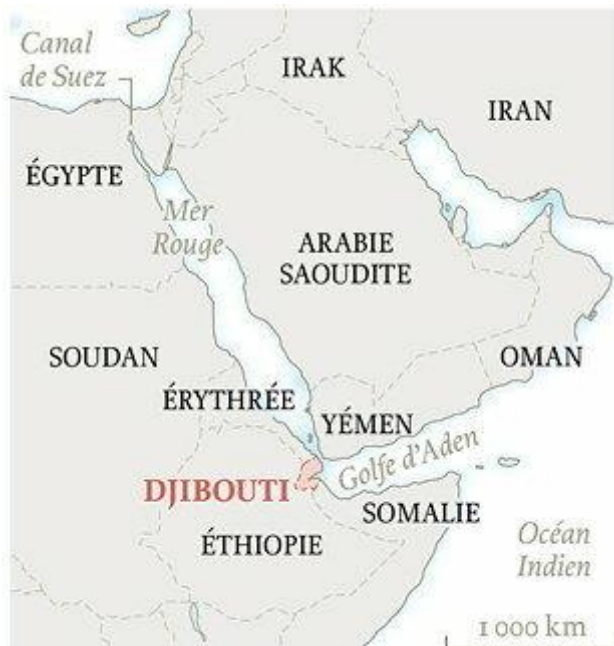 Canal
de Suez
IRAK
IRAN
ÉGYPTE
Mer
Rouge
ARABIE
SAOUDITE
SOUDAN
OMAN
ÉRYTHRÉE
YÉMEN
Golfe d'Aden
DJIBOUTI
SOMALIE
ÉTHIOPIE
Océan
Indien
1 000 km